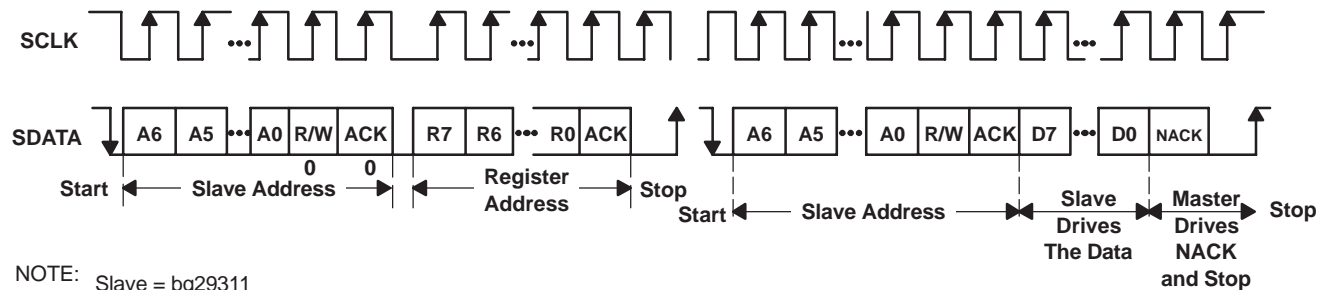 SCLK
SDATA
A6 A5 ••• A0 R/W ACK R7 R6 ••• R0 ACK A6 A5 ••• A0 R/W ACK D7 ••• D0 NACK
0 0
Start Slave Address Register Address Stop Start Slave Address Slave Drives The Data Master Drives NACK and Stop Stop
NOTE: Slave = bq29311